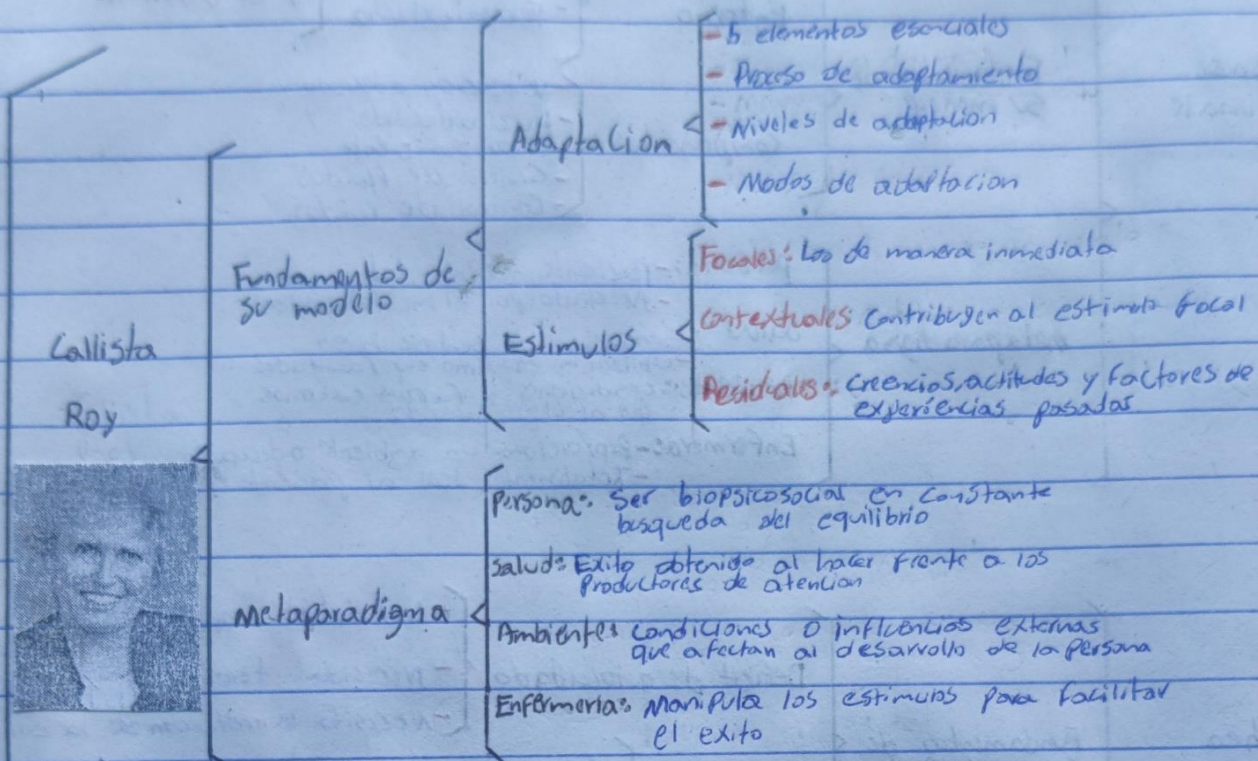 Callista
Roy
Fundamentos de
su modelo
Adaptacion
- 5 elementos esenciales
- Proceso de adaptamiento
- Niveles de adaptacion
- Modos de adaptacion
Estimulos
Focales: Los de manera inmediata
Contextuales: Contribuyen al estimulo focal
Residuales: Creencias, actitudes y factores de
experiencias pasadas
Metaparadigma
Persona: Ser biopsicosocial en constante
busqueda del equilibrio
Salud: Exito obtenido al hacer frente a los
Productores de atencion
Ambiente: condiciones o influencias externas
que afectan al desarrollo de la persona
Enfermeria: Manipula los estimulos para facilitar
el exito